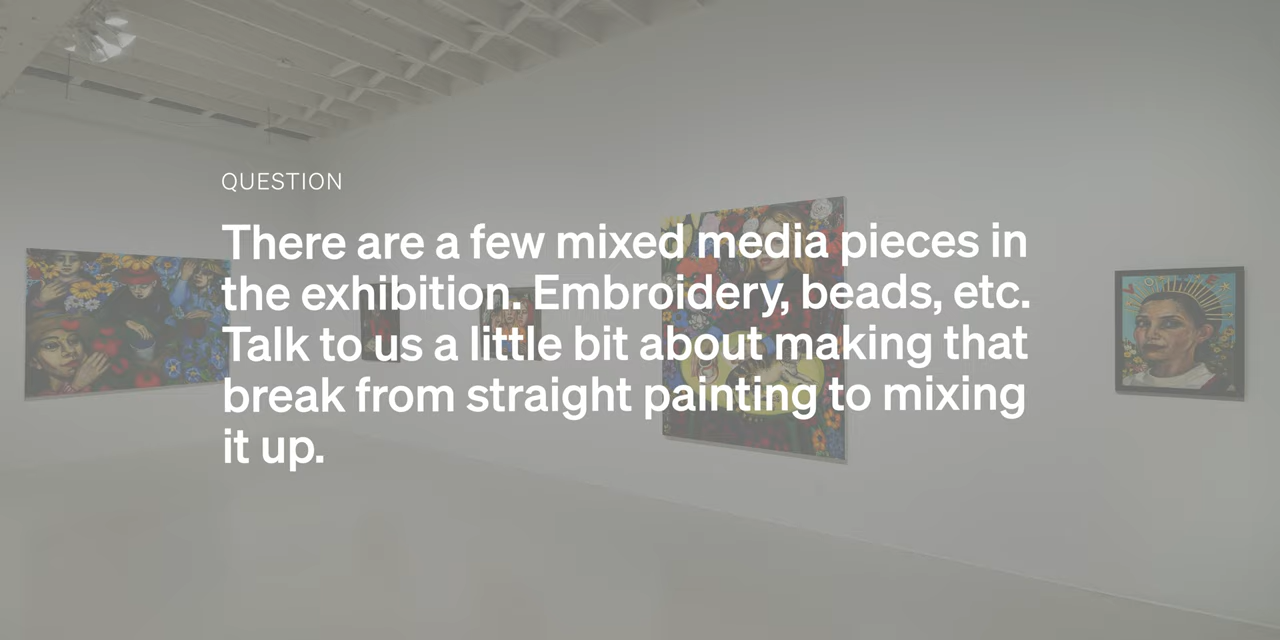 QUESTION
There are a few mixed media pieces in
the exhibition. Embroidery, beads, etc.
Talk to us a little bit about making that
break from straight painting to mixing
it up.